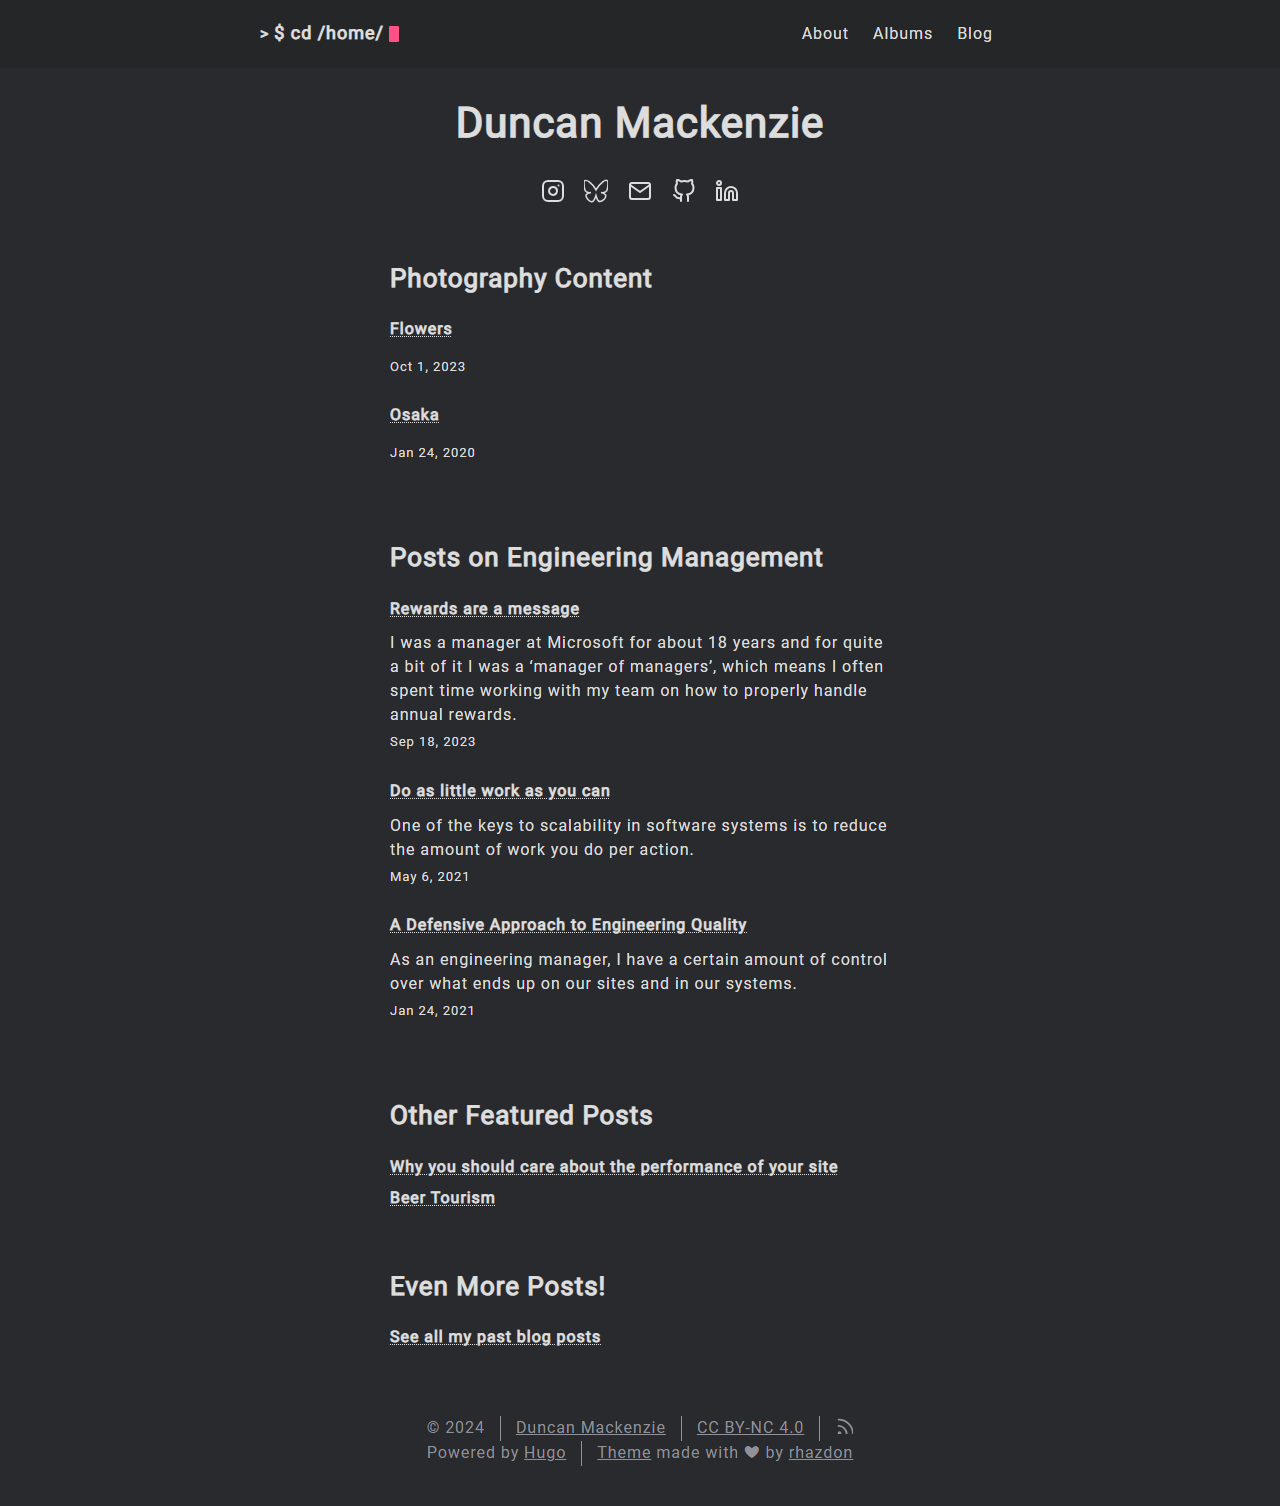 > $ cd /home/
About Albums Blog
Duncan Mackenzie
Photography Content
Flowers
Oct 1, 2023
Osaka
Jan 24, 2020
Posts on Engineering Management
Rewards are a message
I was a manager at Microsoft for about 18 years and for quite
a bit of it I was a ‘manager of managers’, which means I often
spent time working with my team on how to properly handle
annual rewards.
Sep 18, 2023
Do as little work as you can
One of the keys to scalability in software systems is to reduce
the amount of work you do per action.
May 6, 2021
A Defensive Approach to Engineering Quality
As an engineering manager, I have a certain amount of control
over what ends up on our sites and in our systems.
Jan 24, 2021
Other Featured Posts
Why you should care about the performance of your site
Beer Tourism
Even More Posts!
See all my past blog posts
© 2024 Duncan Mackenzie CC BY-NC 4.0
Powered by Hugo Theme made with ♥ by rhazdon